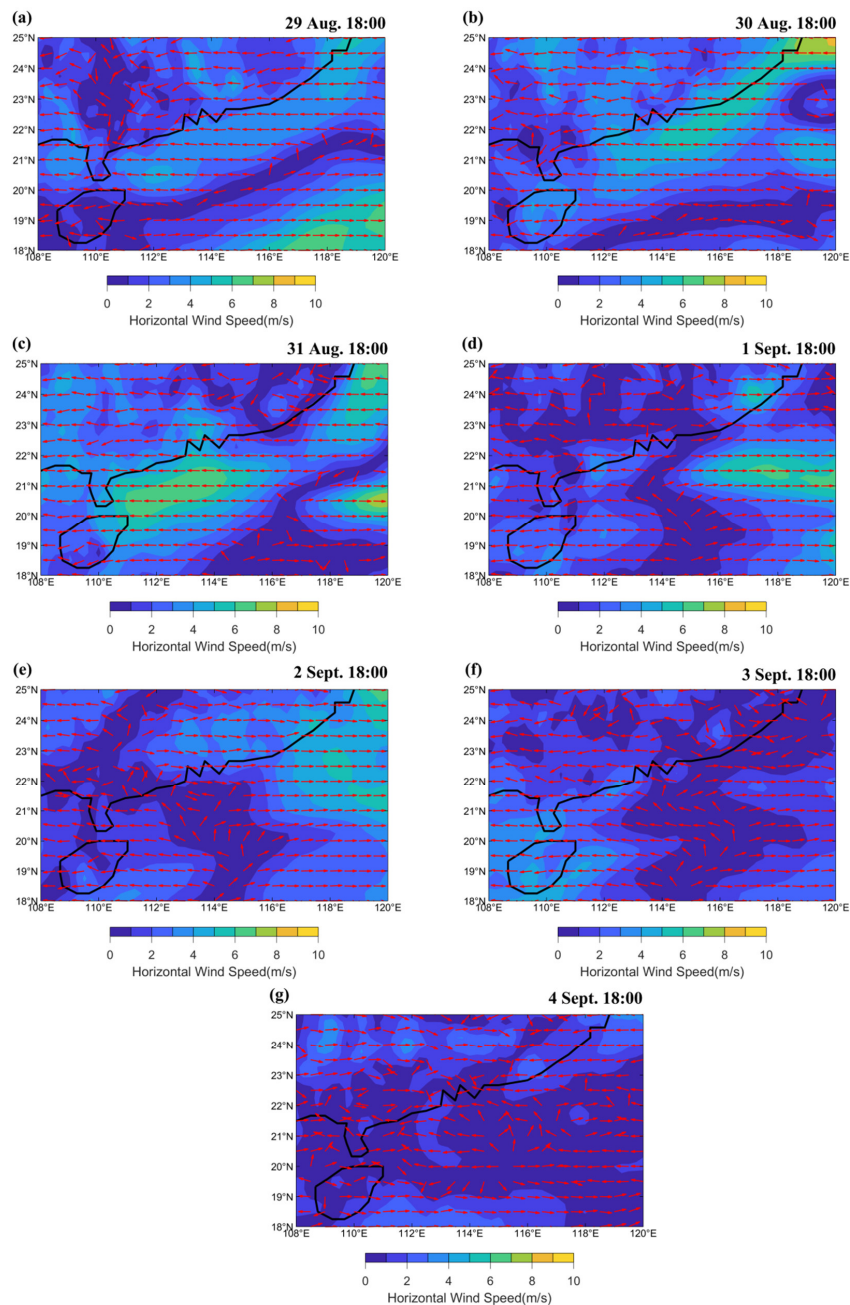 (a) 29 Aug. 18:00
25°N
24°N
23°N
22°N
21°N
20°N
19°N
18°N
108°E 110°E 112°E 114°E 116°E 118°E 120°E
0 2 4 6 8 10
Horizontal Wind Speed(m/s)
(b) 30 Aug. 18:00
25°N
24°N
23°N
22°N
21°N
20°N
19°N
18°N
108°E 110°E 112°E 114°E 116°E 118°E 120°E
0 2 4 6 8 10
Horizontal Wind Speed(m/s)
(c) 31 Aug. 18:00
25°N
24°N
23°N
22°N
21°N
20°N
19°N
18°N
108°E 110°E 112°E 114°E 116°E 118°E 120°E
0 2 4 6 8 10
Horizontal Wind Speed(m/s)
(d) 1 Sept. 18:00
25°N
24°N
23°N
22°N
21°N
20°N
19°N
18°N
108°E 110°E 112°E 114°E 116°E 118°E 120°E
0 2 4 6 8 10
Horizontal Wind Speed(m/s)
(e) 2 Sept. 18:00
25°N
24°N
23°N
22°N
21°N
20°N
19°N
18°N
108°E 110°E 112°E 114°E 116°E 118°E 120°E
0 2 4 6 8 10
Horizontal Wind Speed(m/s)
(f) 3 Sept. 18:00
25°N
24°N
23°N
22°N
21°N
20°N
19°N
18°N
108°E 110°E 112°E 114°E 116°E 118°E 120°E
0 2 4 6 8 10
Horizontal Wind Speed(m/s)
(g) 4 Sept. 18:00
25°N
24°N
23°N
22°N
21°N
20°N
19°N
18°N
108°E 110°E 112°E 114°E 116°E 118°E 120°E
0 2 4 6 8 10
Horizontal Wind Speed(m/s)